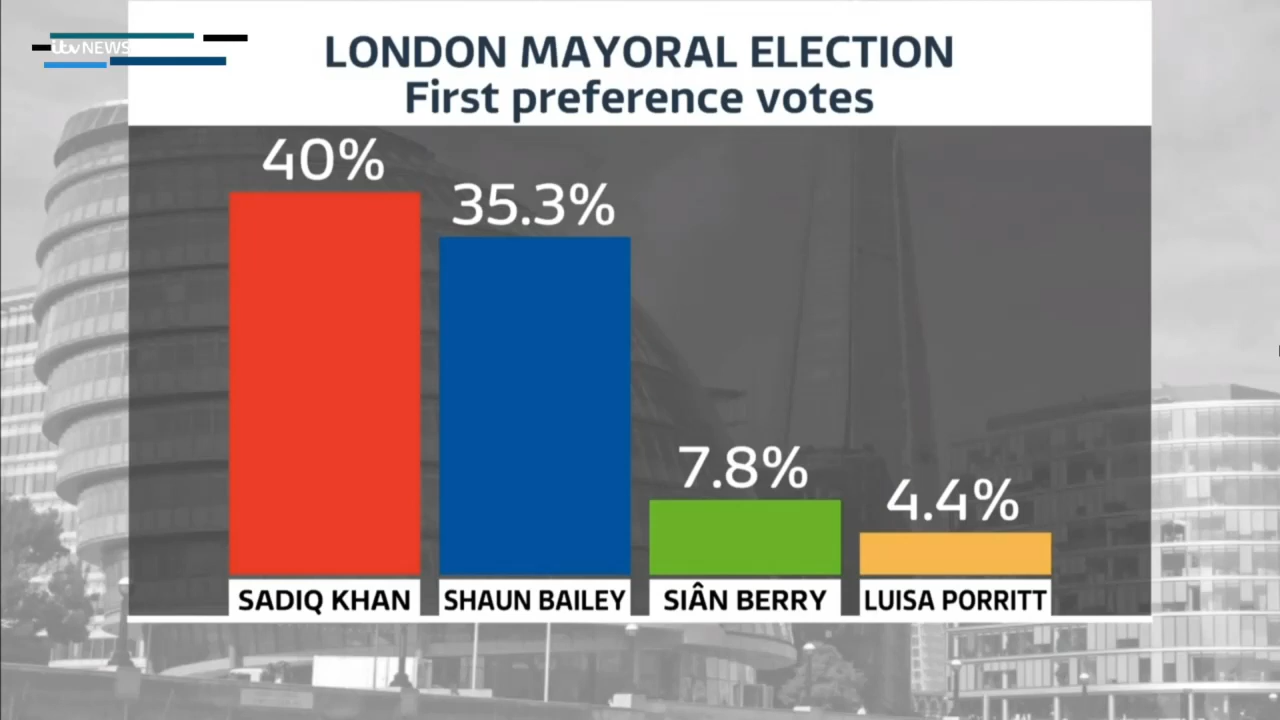 itv NEWS
LONDON MAYORAL ELECTION
First preference votes
40%
35.3%
7.8%
4.4%
SADIQ KHAN
SHAUN BAILEY
SIÂN BERRY
LUISA PORRITT